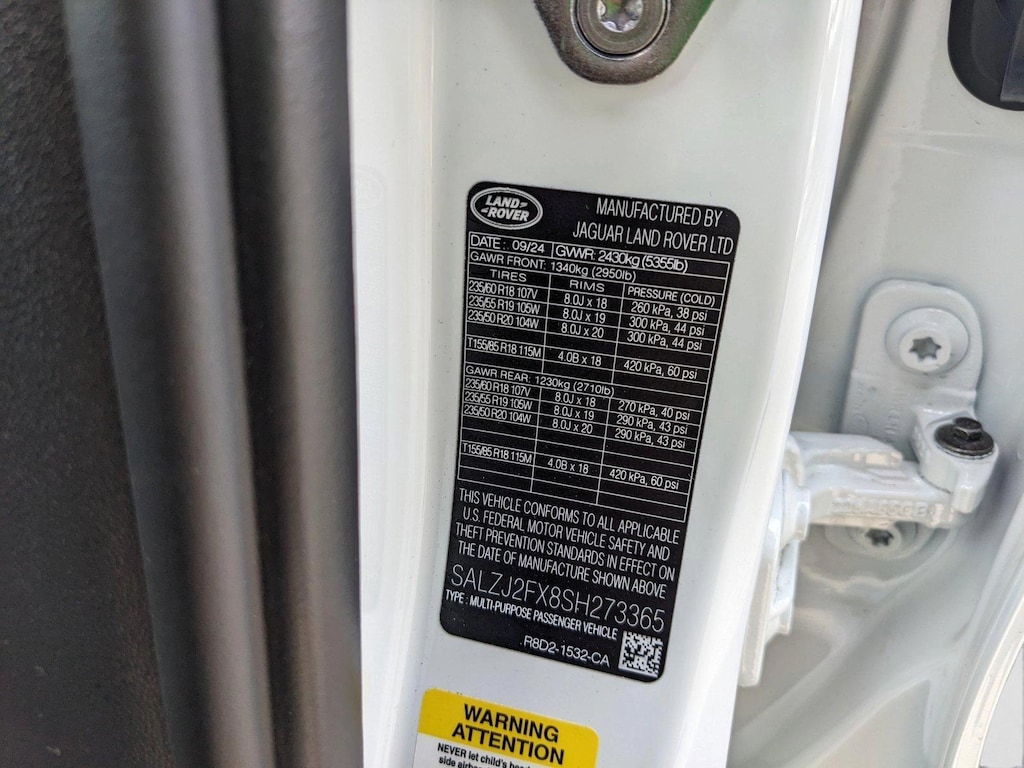 LAND-
-ROVER
MANUFACTURED BY
JAGUAR LAND ROVER LTD
DATE: 09/24 GVWR: 2430kg (5355lb)
GAWR FRONT: 1340kg (2950lb)
TIRES RIMS PRESSURE (COLD)
235/60 R18 107V 8.0J x 18 260 kPa, 38 psi
235/55 R19 105W 8.0J x 19 300 kPa, 44 psi
235/50 R20 104W 8.0J x 20 300 kPa, 44 psi
T155/85 R18 115M 4.0B x 18 420 kPa, 60 psi
GAWR REAR: 1230kg (2710lb)
235/60 R18 107V 8.0J x 18 270 kPa, 40 psi
235/55 R19 105W 8.0J x 19 290 kPa, 43 psi
235/50 R20 104W 8.0J x 20 290 kPa, 43 psi
T155/85 R18 115M 4.0B x 18 420 kPa, 60 psi
THIS VEHICLE CONFORMS TO ALL APPLICABLE
U.S. FEDERAL MOTOR VEHICLE SAFETY AND
THEFT PREVENTION STANDARDS IN EFFECT ON
THE DATE OF MANUFACTURE SHOWN ABOVE
SALZJ2FX8SH273365
TYPE: MULTI-PURPOSE PASSENGER VEHICLE
R8D2-1532-CA
WARNING
ATTENTION
NEVER let child's
side